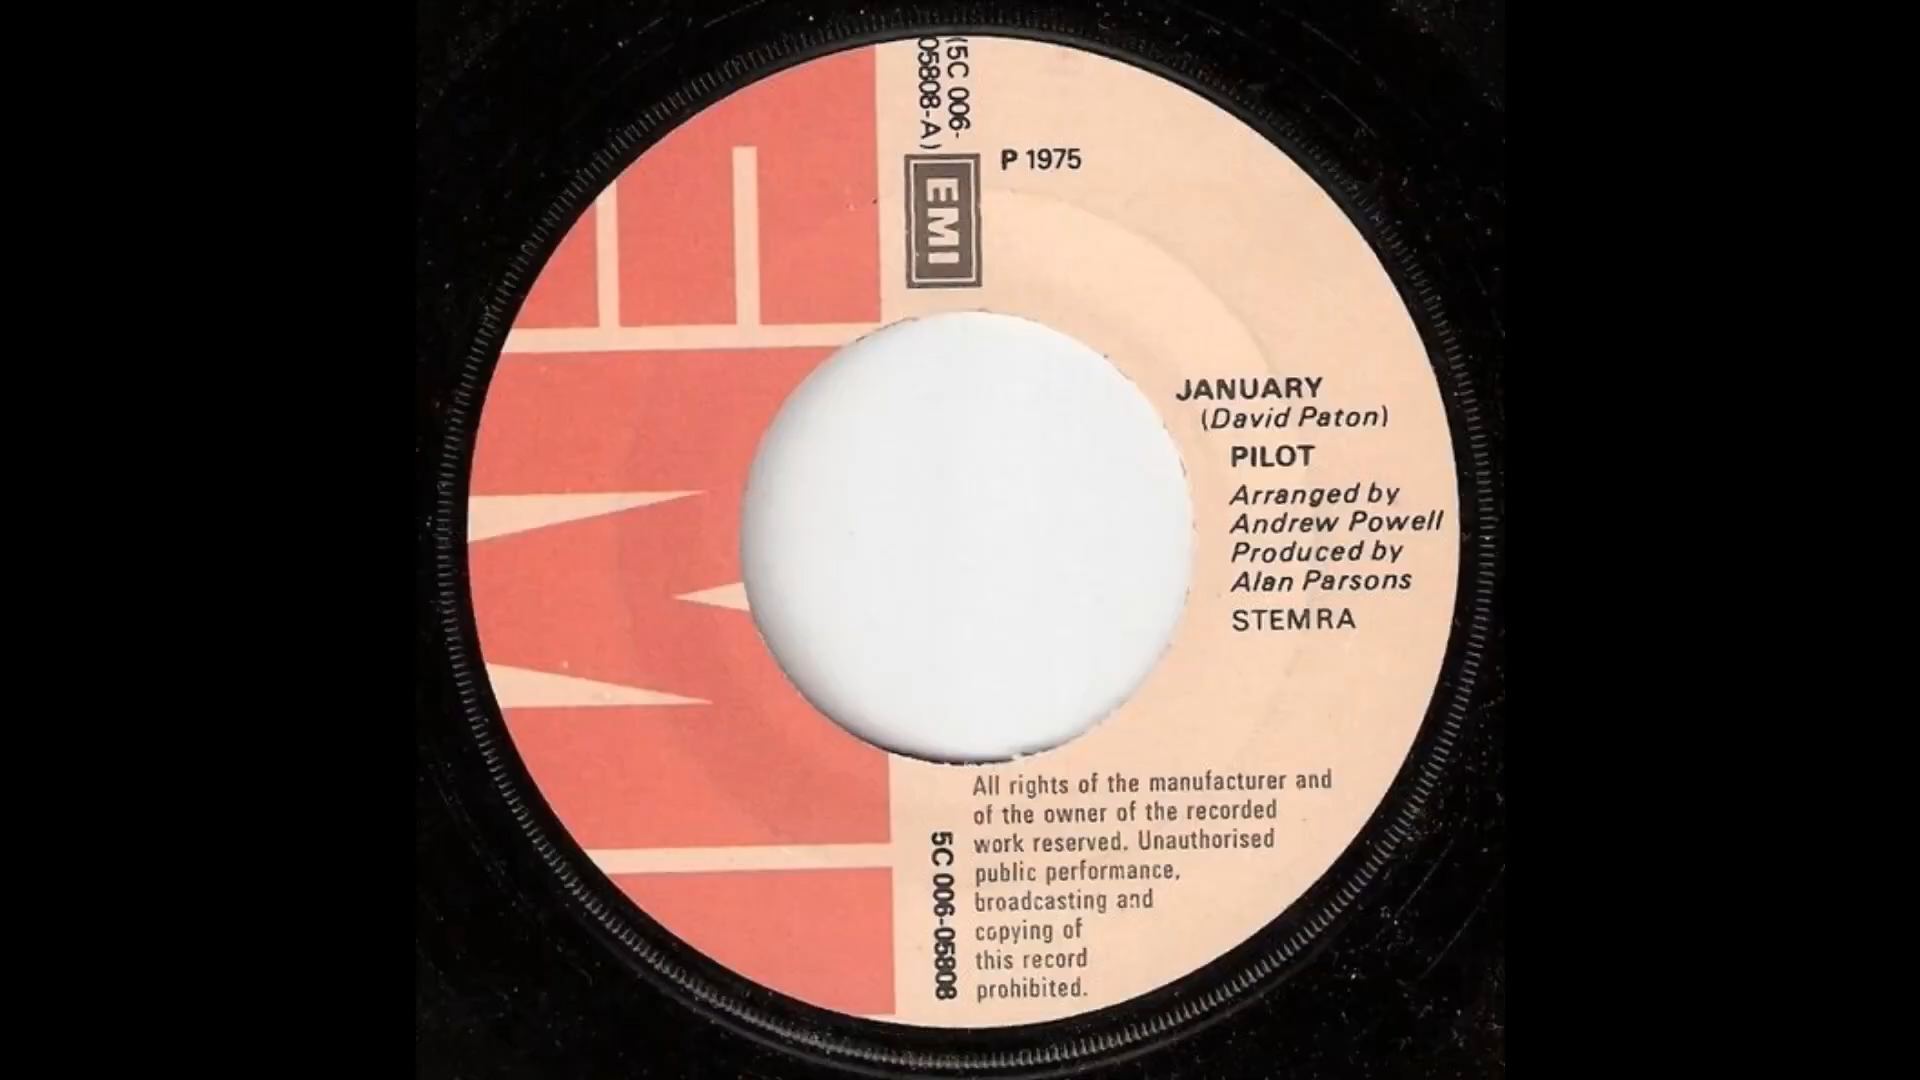 (5C 006-
05808-A)
EMI
P 1975
EMI
JANUARY
(David Paton)
PILOT
Arranged by
Andrew Powell
Produced by
Alan Parsons
STEMRA
All rights of the manufacturer and
of the owner of the recorded
work reserved. Unauthorised
public performance,
broadcasting and
copying of
this record
prohibited.
5C 006-05808